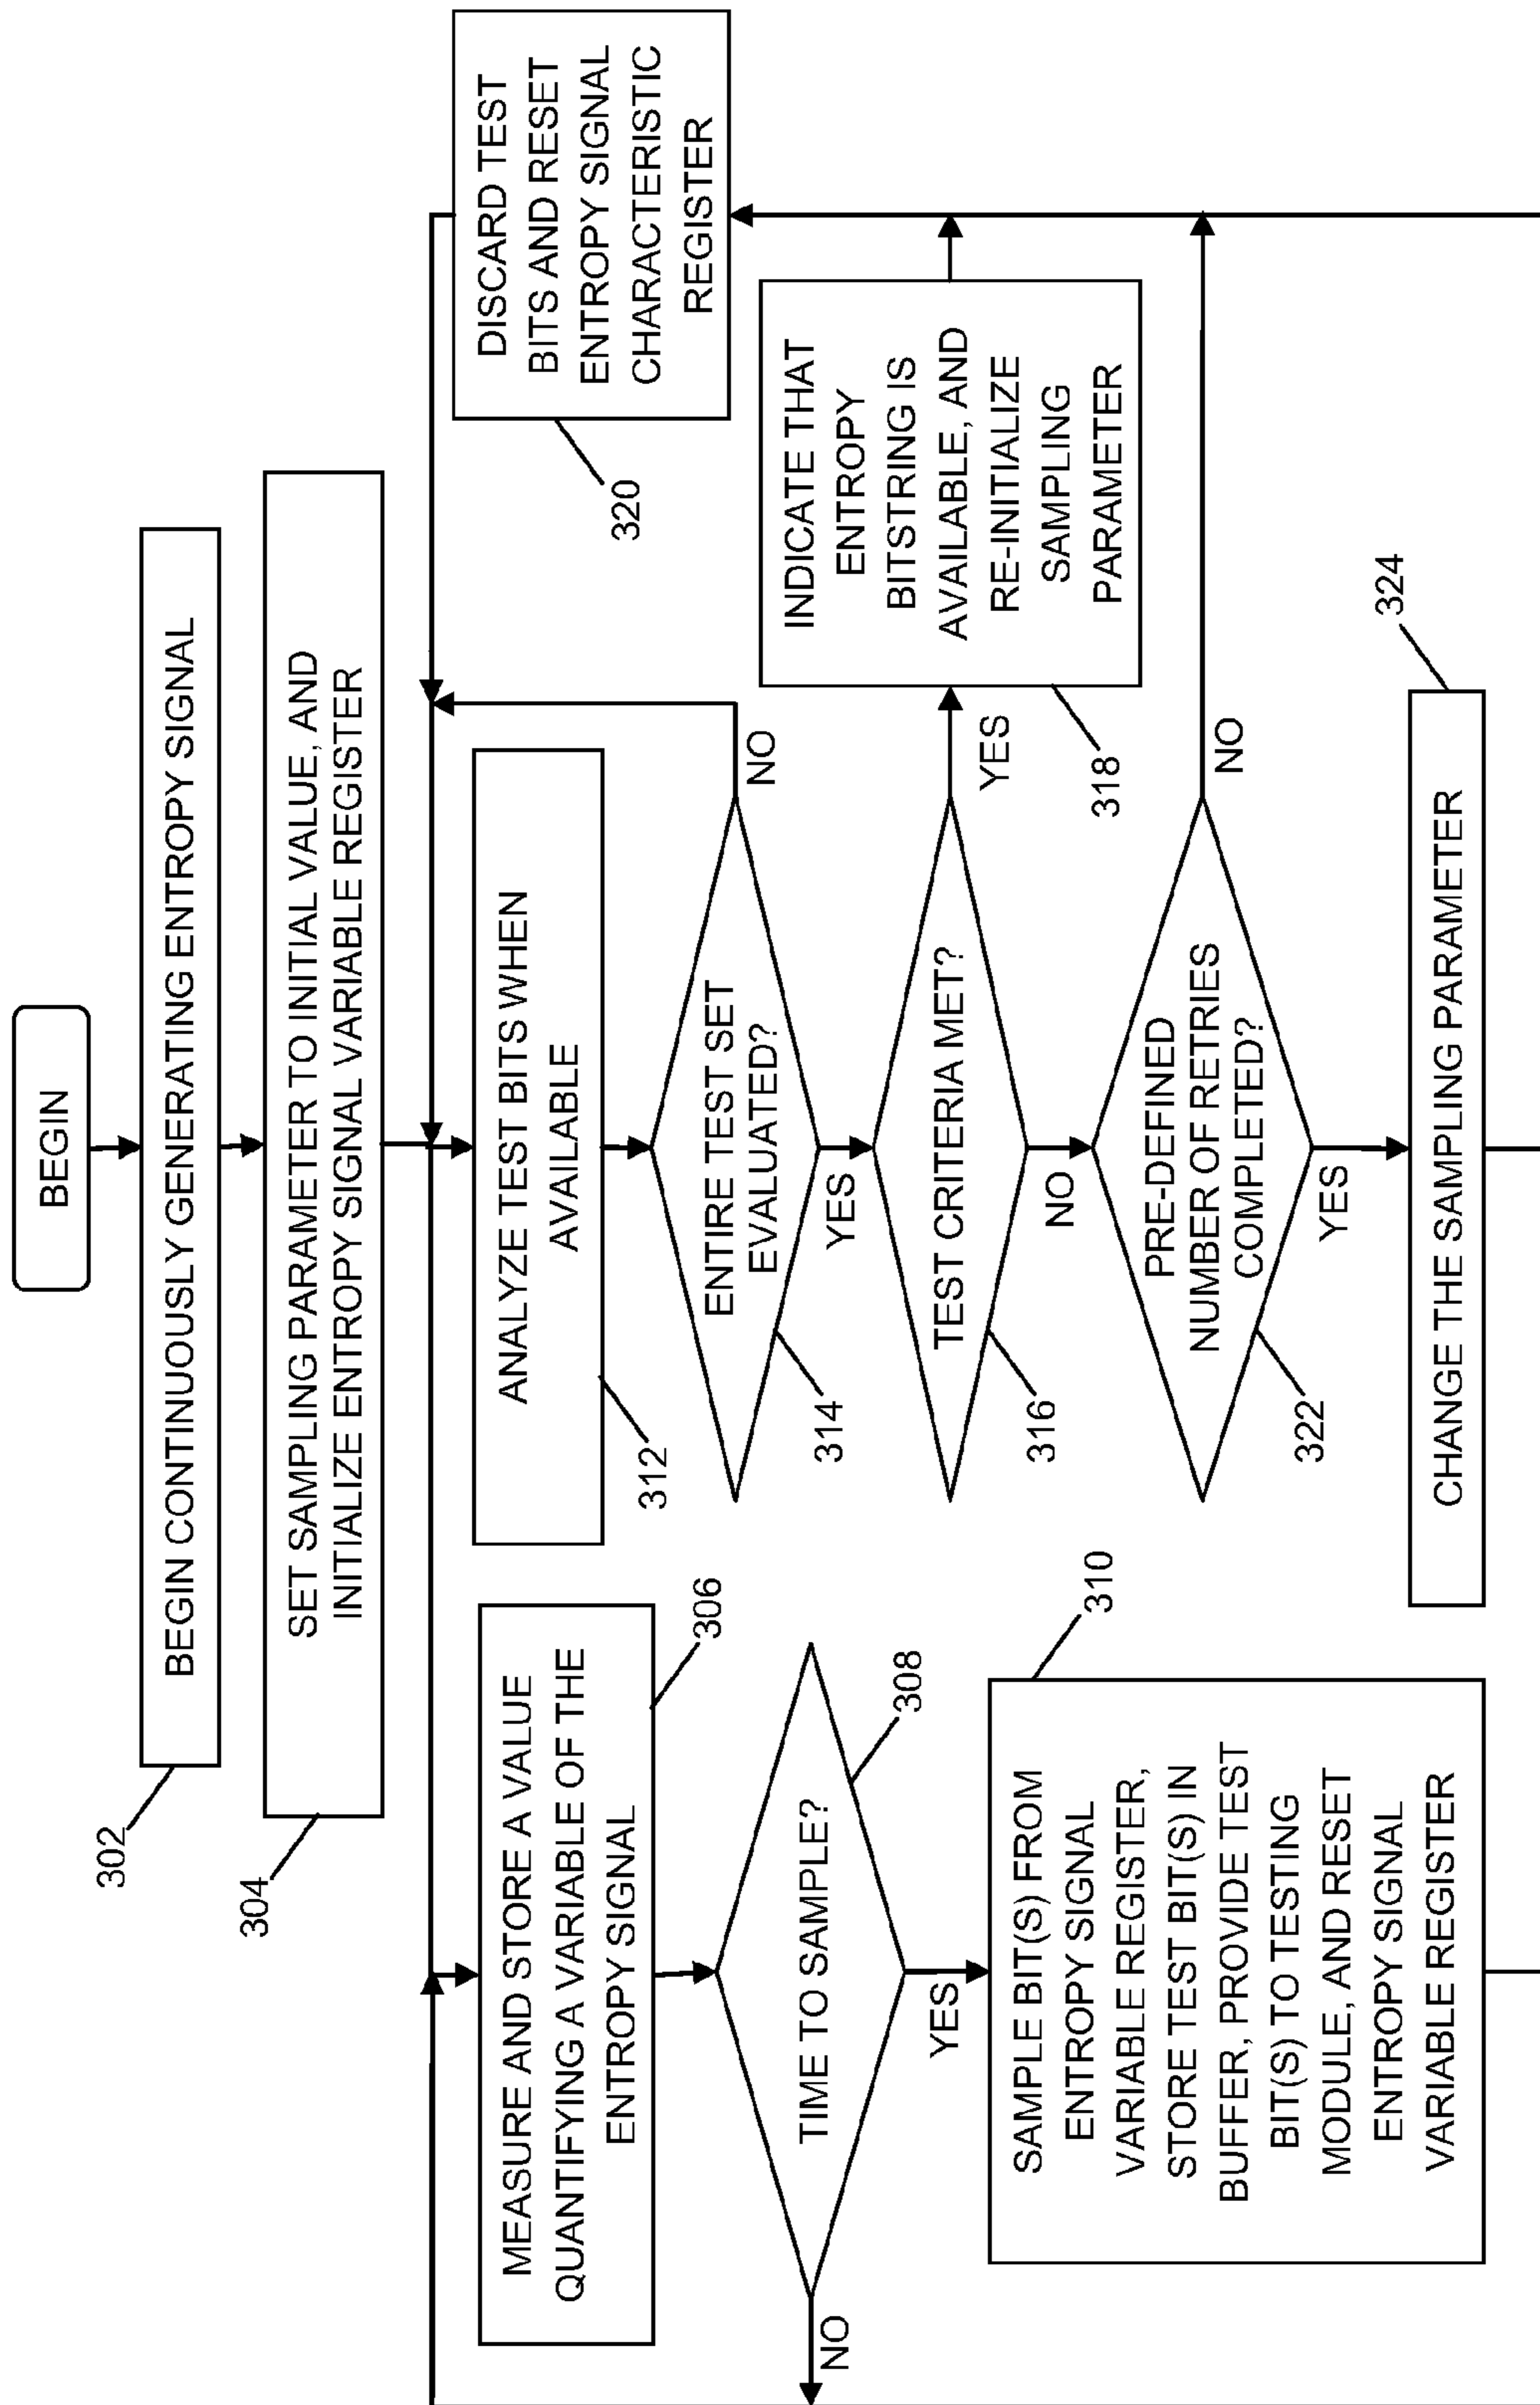 BEGIN
BEGIN CONTINUOUSLY GENERATING ENTROPY SIGNAL
302
SET SAMPLING PARAMETER TO INITIAL VALUE, AND
INITIALIZE ENTROPY SIGNAL VARIABLE REGISTER
304
MEASURE AND STORE A VALUE
QUANTIFYING A VARIABLE OF THE
ENTROPY SIGNAL
306
TIME TO SAMPLE?
308
NO
YES
SAMPLE BIT(S) FROM
ENTROPY SIGNAL
VARIABLE REGISTER,
STORE TEST BIT(S) IN
BUFFER, PROVIDE TEST
BIT(S) TO TESTING
MODULE, AND RESET
ENTROPY SIGNAL
VARIABLE REGISTER
310
ANALYZE TEST BITS WHEN
AVAILABLE
312
ENTIRE TEST SET
EVALUATED?
314
NO
YES
TEST CRITERIA MET?
316
YES
NO
INDICATE THAT
ENTROPY
BITSTRING IS
AVAILABLE, AND
RE-INITIALIZE
SAMPLING
PARAMETER
318
DISCARD TEST
BITS AND RESET
ENTROPY SIGNAL
CHARACTERISTIC
REGISTER
320
PRE-DEFINED
NUMBER OF RETRIES
COMPLETED?
322
NO
YES
CHANGE THE SAMPLING PARAMETER
324